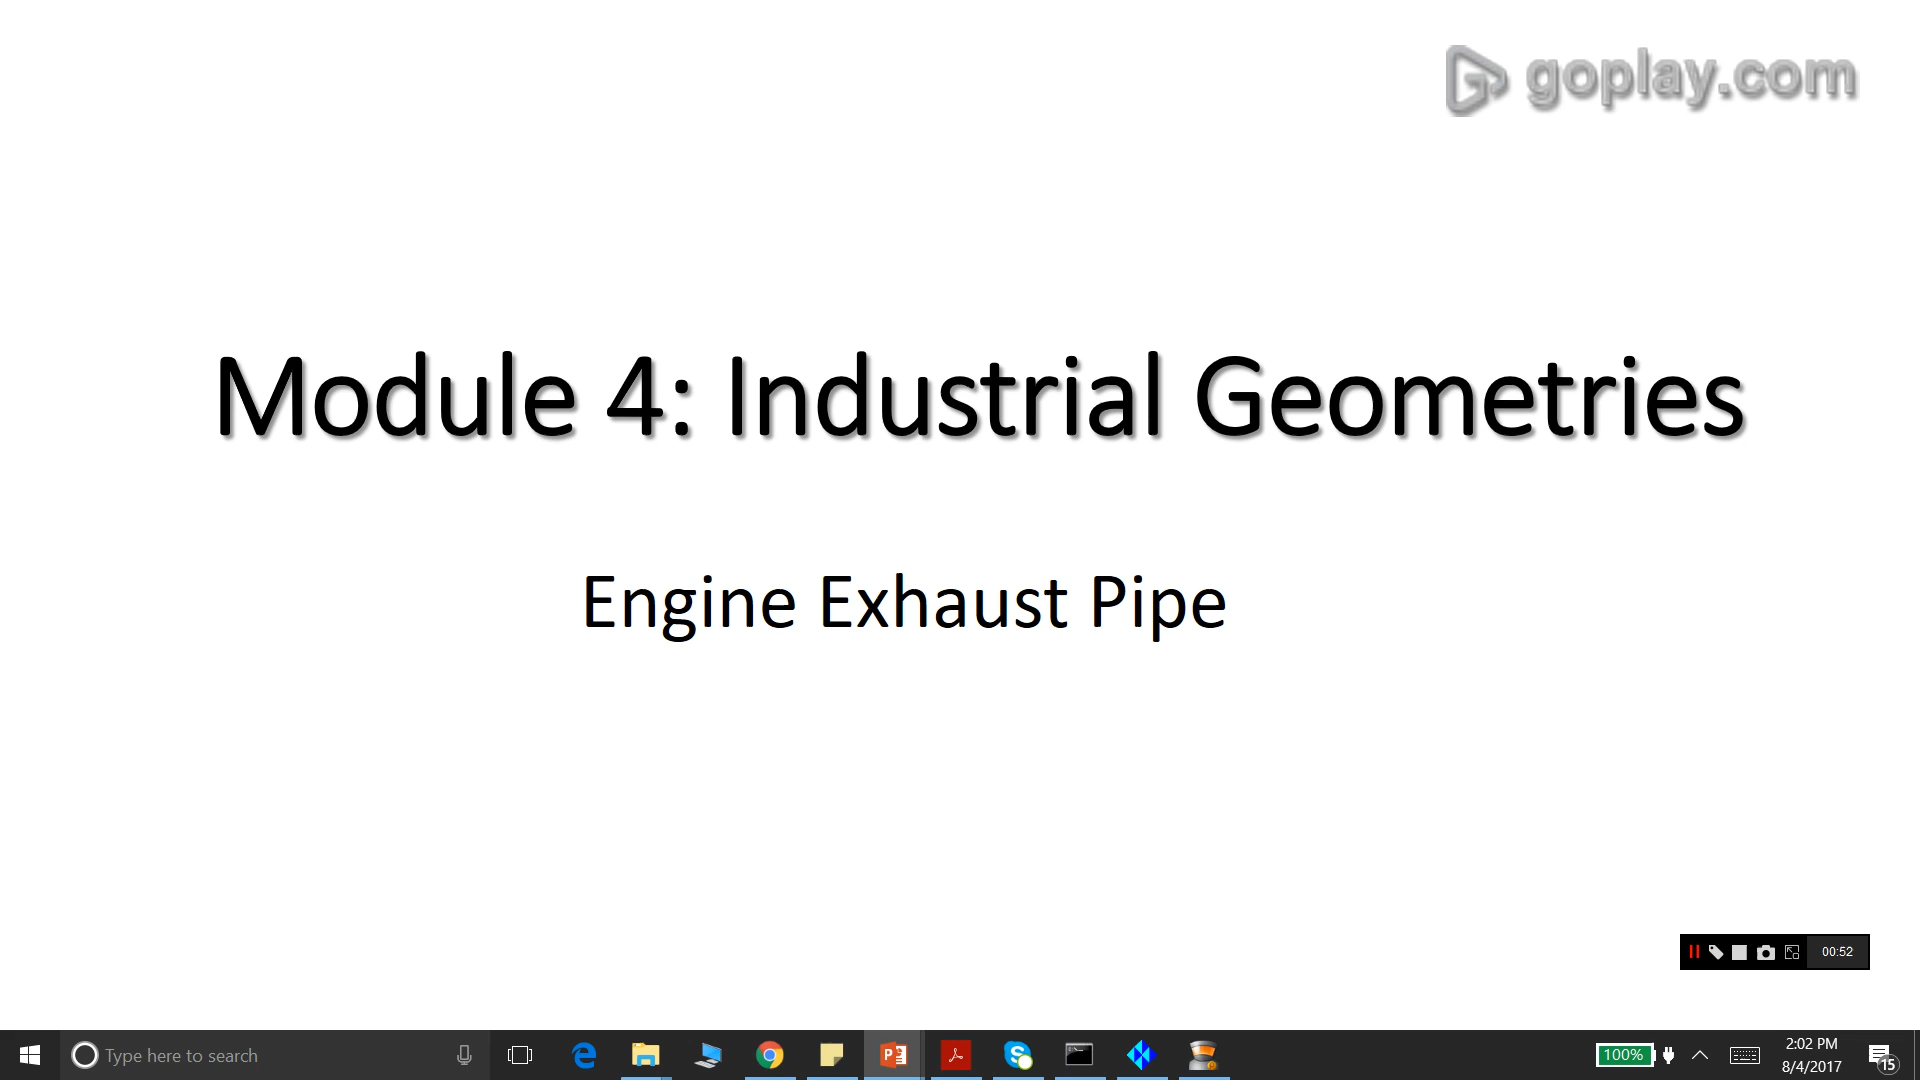 goplay.com
Module 4: Industrial Geometries
Engine Exhaust Pipe
00:52
Type here to search
100%
2:02 PM
8/4/2017
15